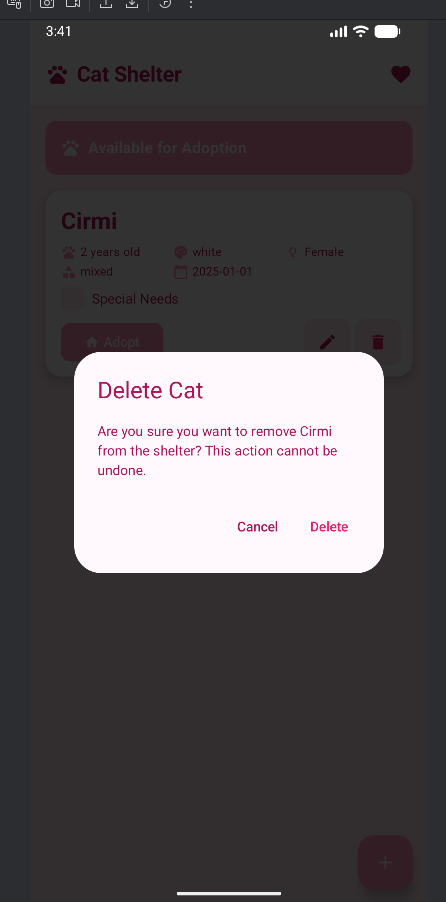 3:41
Cat Shelter
Available for Adoption
Cirmi
2 years old white Female
mixed 2025-01-01
Special Needs
Adopt
Delete Cat
Are you sure you want to remove Cirmi
from the shelter? This action cannot be
undone.
Cancel Delete